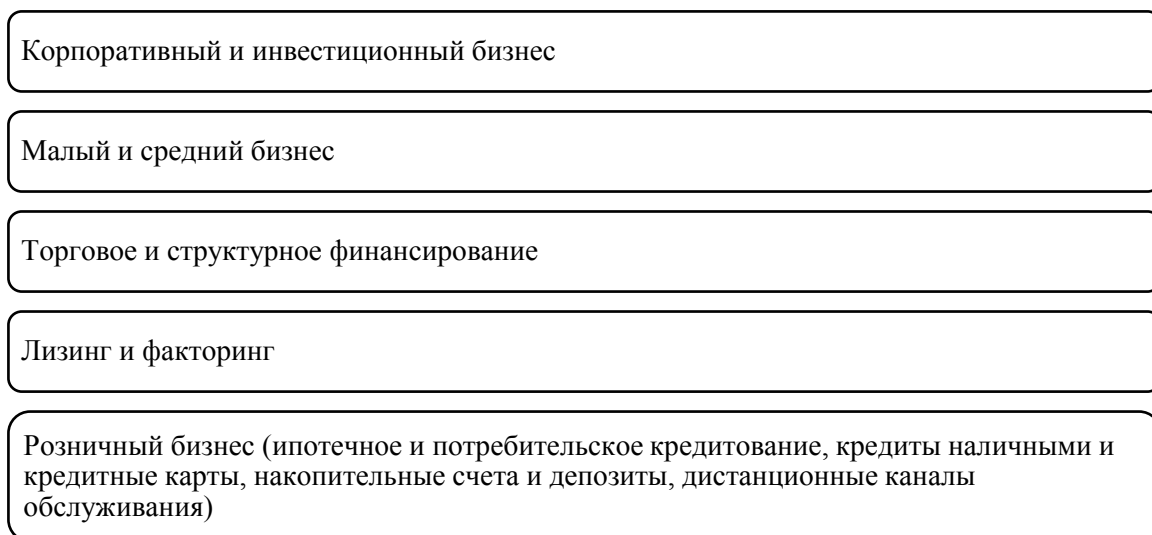 Корпоративный и инвестиционный бизнес
Малый и средний бизнес
Торговое и структурное финансирование
Лизинг и факторинг
Розничный бизнес (ипотечное и потребительское кредитование, кредиты наличными и
кредитные карты, накопительные счета и депозиты, дистанционные каналы
обслуживания)